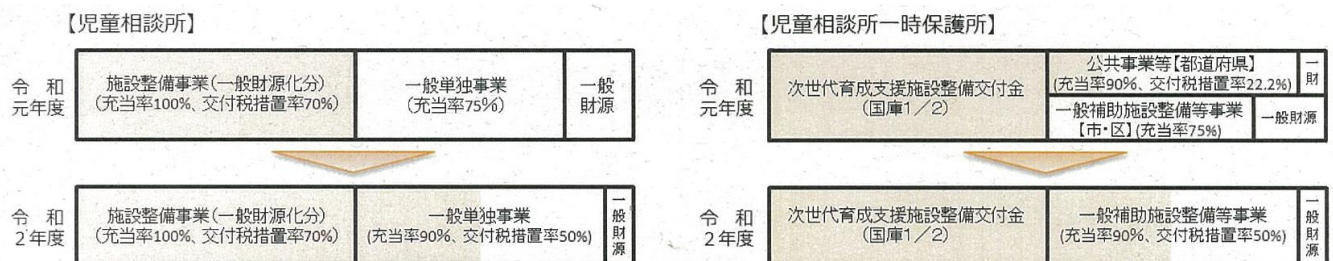 【児童相談所】
令 和
元年度
施設整備事業(一般財源化分)
(充当率100%、交付税措置率70%)
一般単独事業
(充当率75%)
一般
財源
令 和
2年度
施設整備事業(一般財源化分)
(充当率100%、交付税措置率70%)
一般単独事業
(充当率90%、交付税措置率50%)
一般財源
【児童相談所一時保護所】
令 和
元年度
次世代育成支援施設整備交付金
(国庫1/2)
公共事業等【都道府県】
(充当率90%、交付税措置率22.2%)
一財
一般補助施設整備等事業
【市・区】(充当率75%)
一般財源
令 和
2年度
次世代育成支援施設整備交付金
(国庫1/2)
一般補助施設整備等事業
(充当率90%、交付税措置率50%)
一般財源